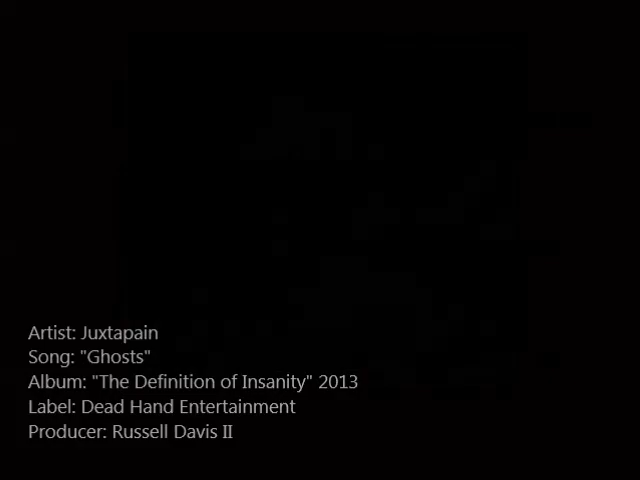 Artist: Juxtapain
Song: "Ghosts"
Album: "The Definition of Insanity" 2013
Label: Dead Hand Entertainment
Producer: Russell Davis II